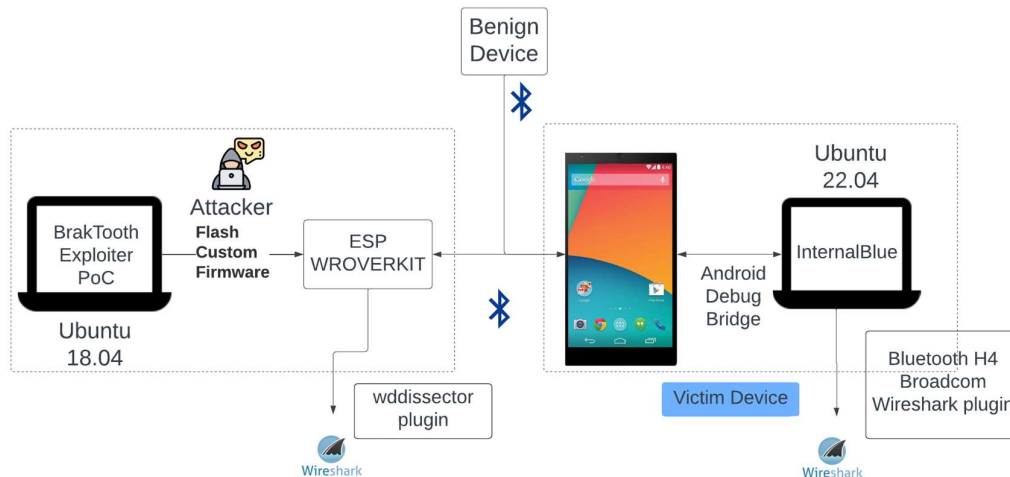 Benign
Device
Attacker
BrakTooth
Exploiter
PoC
Flash
Custom
Firmware
ESP
WROVERKIT
Ubuntu
18.04
wddissector
plugin
Wireshark
Google
Ubuntu
22.04
InternalBlue
Android
Debug
Bridge
Victim Device
Bluetooth H4
Broadcom
Wireshark plugin
Wireshark